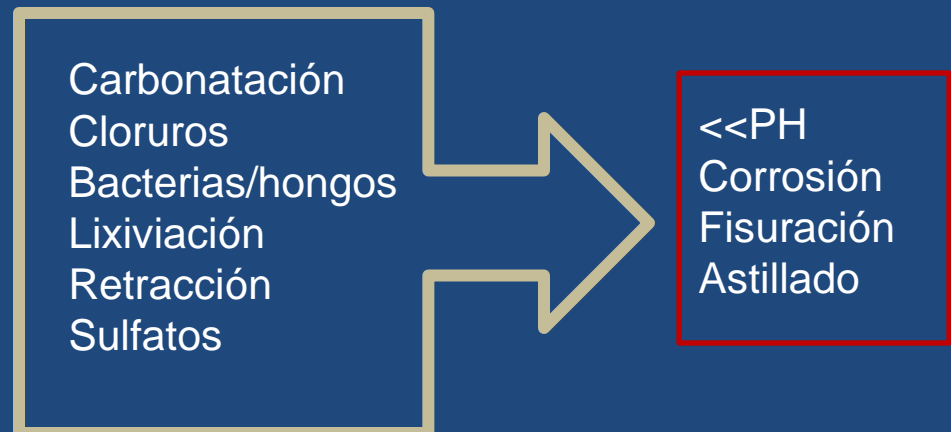 Carbonatación
Cloruros
Bacterias/hongos
Lixiviación
Retracción
Sulfatos
<<PH
Corrosión
Fisuración
Astillado